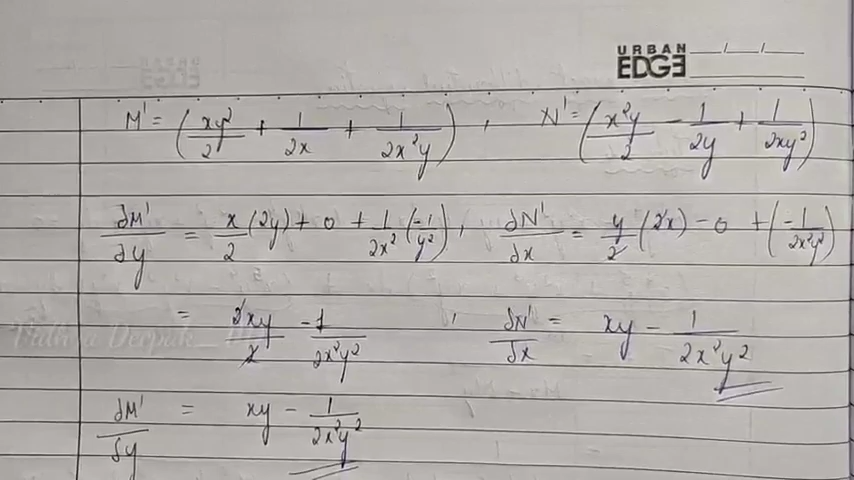 URBAN
EDGE
M' = (xy²/2 + 1/2x + 1/2x²y) , N' = (x²y/2 - 1/2y + 1/2xy²)
∂M'/∂y = x/2 (2y) + 0 + 1/2x² (-1/y²) , ∂N'/∂x = y/2 (2x) - 0 + (-1/2x²y²)
= 2xy/2 - 1/2x²y² , ∂N'/∂x = xy - 1/2x²y²
∂M'/∂y = xy - 1/2x²y²